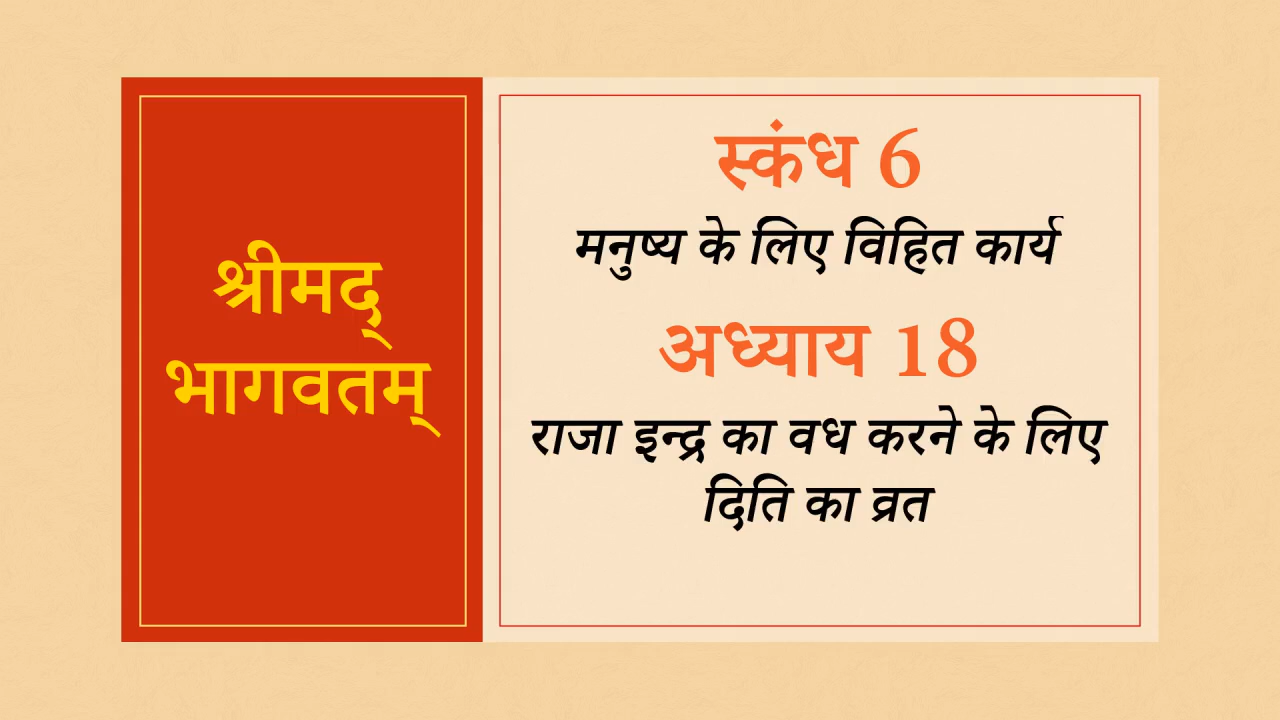 श्रीमद्
भागवतम्
स्कंध 6
मनुष्य के लिए विहित कार्य
अध्याय 18
राजा इन्द्र का वध करने के लिए
दिति का व्रत